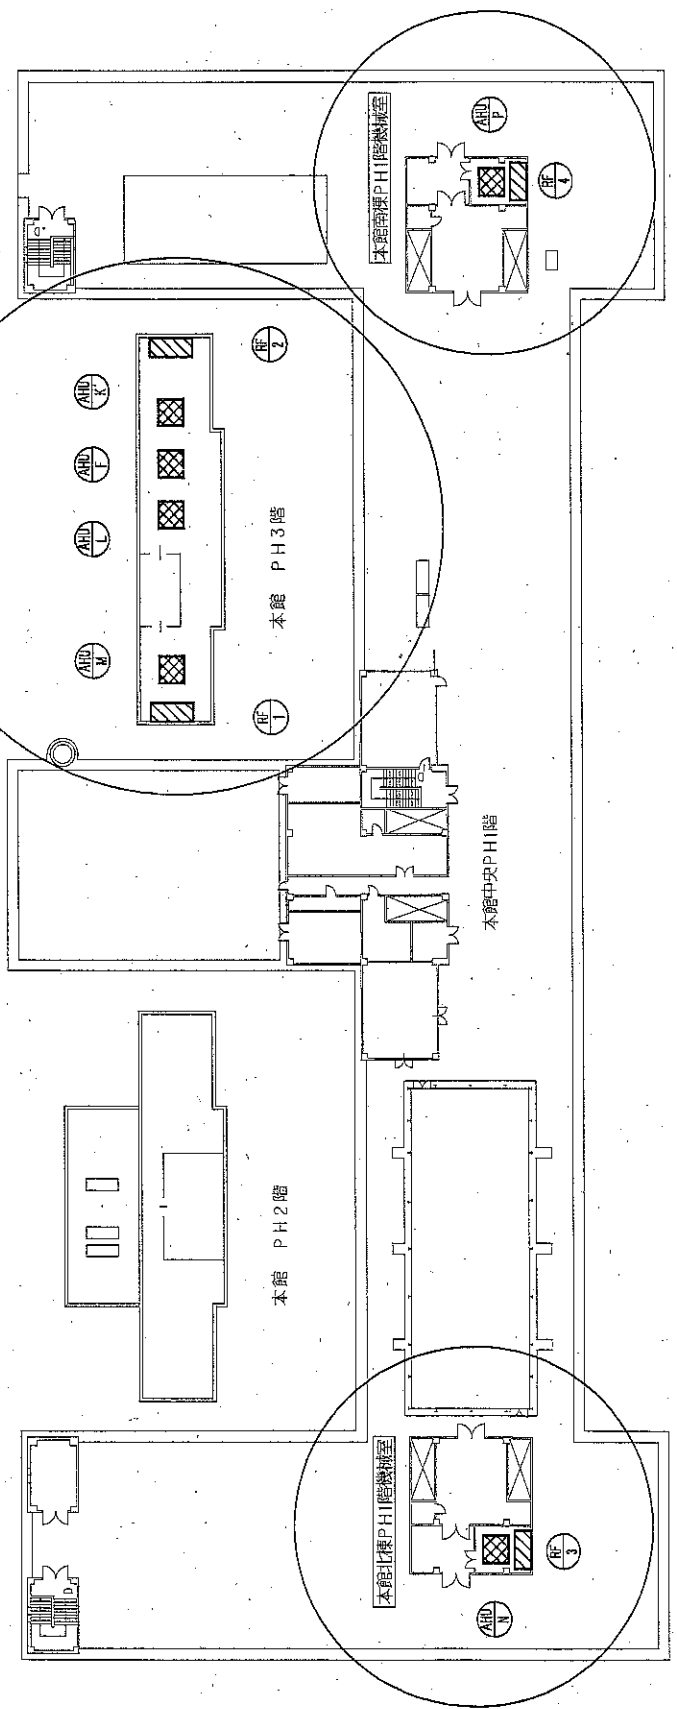 本館南棟PH1階機械室
AHU
P
RF
4
RF
2
AHU
K'
AHU
F
AHU
L
AHU
M
本館 PH3階
RF
1
本館中央PH1階
本館 PH2階
本館北棟PH1階機械室
RF
3
AHU
N